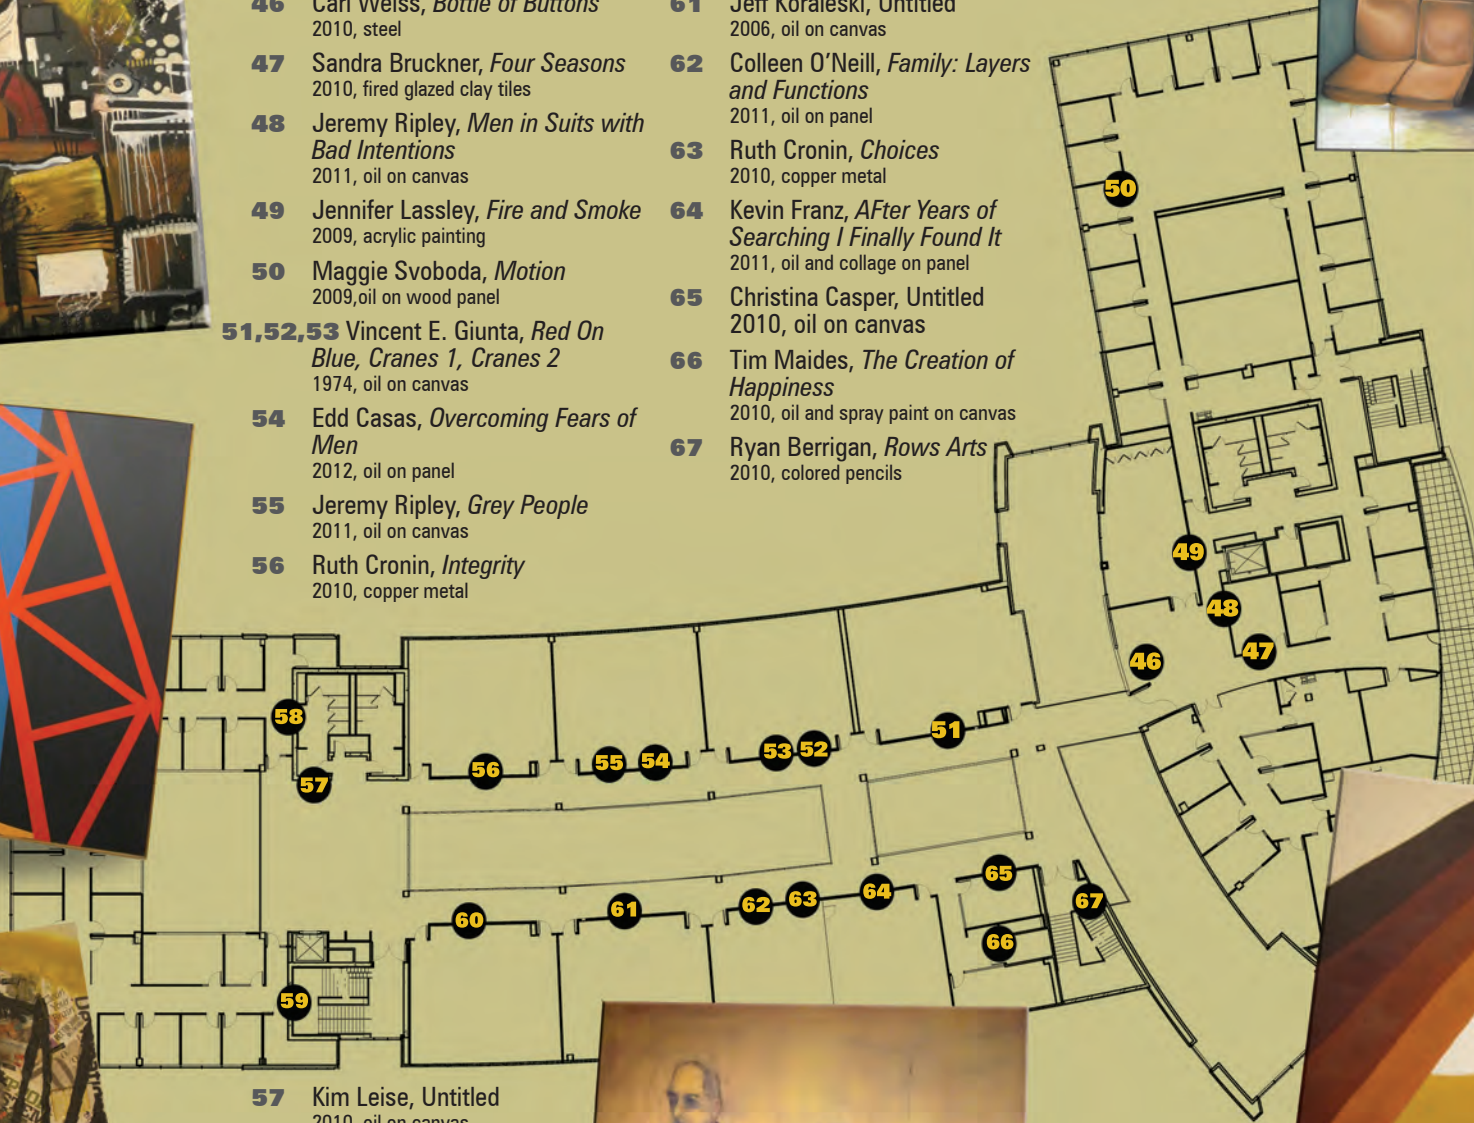 46 Carl Weiss, Bottle of Buttons
2010, steel
47 Sandra Bruckner, Four Seasons
2010, fired glazed clay tiles
48 Jeremy Ripley, Men in Suits with
Bad Intentions
2011, oil on canvas
49 Jennifer Lassley, Fire and Smoke
2009, acrylic painting
50 Maggie Svoboda, Motion
2009,oil on wood panel
51,52,53 Vincent E. Giunta, Red On
Blue, Cranes 1, Cranes 2
1974, oil on canvas
54 Edd Casas, Overcoming Fears of
Men
2012, oil on panel
55 Jeremy Ripley, Grey People
2011, oil on canvas
56 Ruth Cronin, Integrity
2010, copper metal
57 Kim Leise, Untitled
2010, oil on canvas
61 Jeff Koraleski, Untitled
2006, oil on canvas
62 Colleen O'Neill, Family: Layers
and Functions
2011, oil on panel
63 Ruth Cronin, Choices
2010, copper metal
64 Kevin Franz, AFter Years of
Searching I Finally Found It
2011, oil and collage on panel
65 Christina Casper, Untitled
2010, oil on canvas
66 Tim Maides, The Creation of
Happiness
2010, oil and spray paint on canvas
67 Ryan Berrigan, Rows Arts
2010, colored pencils
50
49
48
47
46
51
52
53
54
55
56
58
57
60
61
62
63
64
65
66
67
59